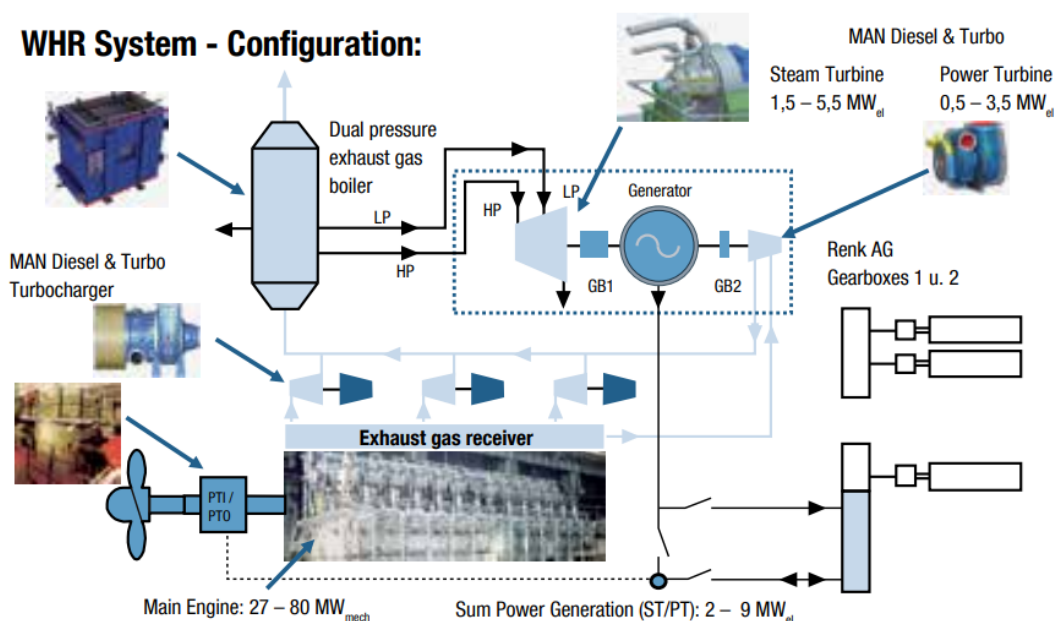 WHR System - Configuration:
MAN Diesel & Turbo
Steam Turbine
1,5 – 5,5 MWel
Power Turbine
0,5 – 3,5 MWel
Dual pressure
exhaust gas
boiler
LP
HP
HP
LP
Generator
GB1
GB2
Renk AG
Gearboxes 1 u. 2
MAN Diesel & Turbo
Turbocharger
Exhaust gas receiver
PTI /
PTO
Main Engine: 27 – 80 MWmech
Sum Power Generation (ST/PT): 2 – 9 MWel